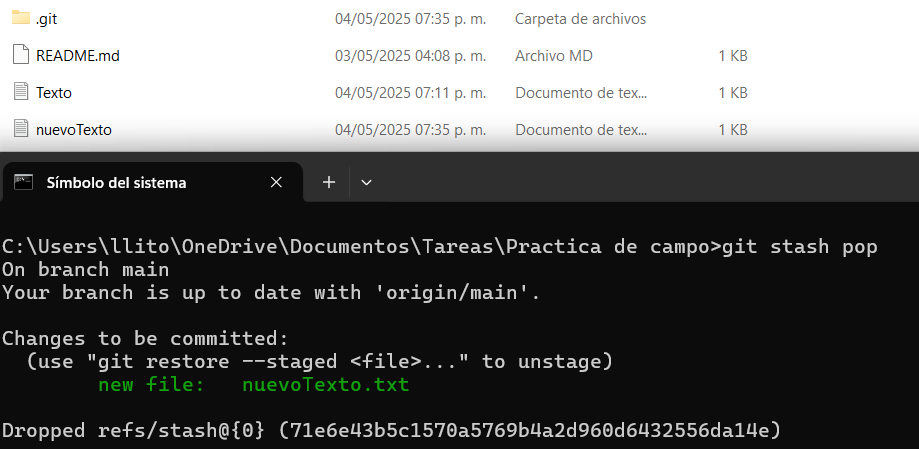 .git 04/05/2025 07:35 p. m. Carpeta de archivos
README.md 03/05/2025 04:08 p. m. Archivo MD 1 KB
Texto 04/05/2025 07:11 p. m. Documento de tex... 1 KB
nuevoTexto 04/05/2025 07:35 p. m. Documento de tex... 1 KB
Símbolo del sistema
C:\Users\llito\OneDrive\Documentos\Tareas\Practica de campo>git stash pop
On branch main
Your branch is up to date with 'origin/main'.
Changes to be committed:
(use "git restore --staged <file>..." to unstage)
new file: nuevoTexto.txt
Dropped refs/stash@{0} (71e6e43b5c1570a5769b4a2d960d6432556da14e)